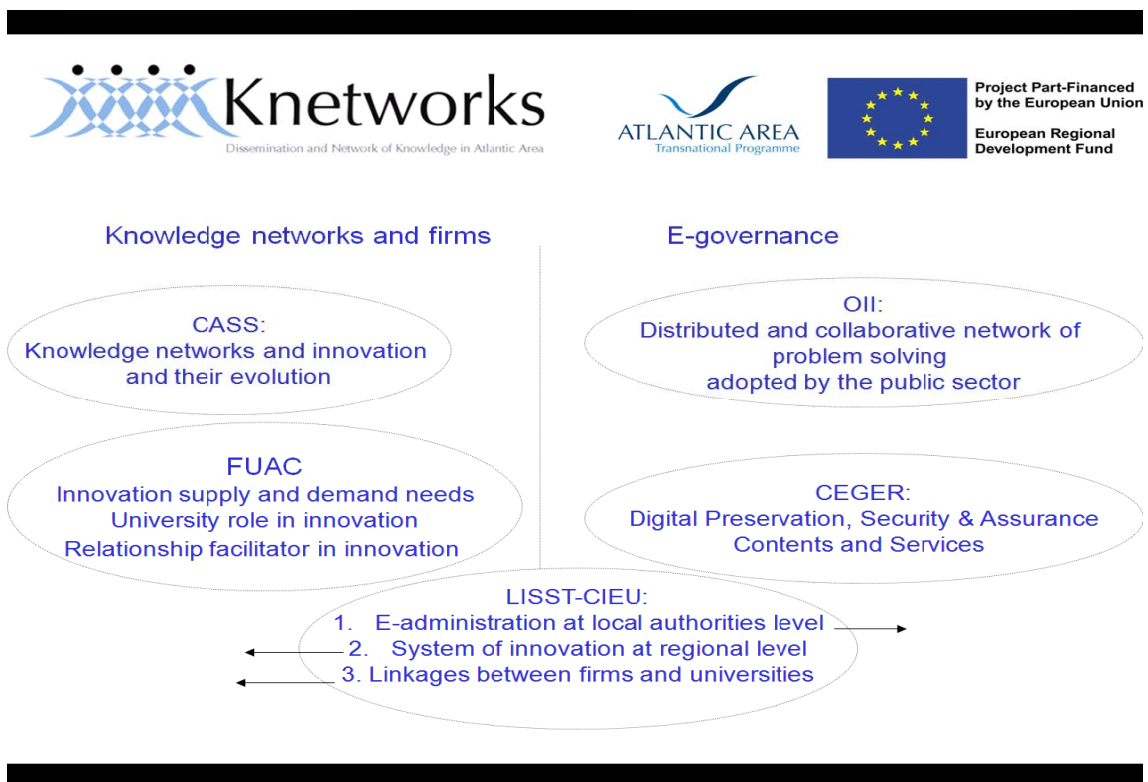 Knetworks
Dissemination and Network of Knowledge in Atlantic Area
ATLANTIC AREA
Transnational Programme
Project Part-Financed
by the European Union
European Regional
Development Fund
Knowledge networks and firms
E-governance
CASS:
Knowledge networks and innovation
and their evolution
OII:
Distributed and collaborative network of
problem solving
adopted by the public sector
FUAC
Innovation supply and demand needs
University role in innovation
Relationship facilitator in innovation
CEGER:
Digital Preservation, Security & Assurance
Contents and Services
LISST-CIEU:
1. E-administration at local authorities level
2. System of innovation at regional level
3. Linkages between firms and universities